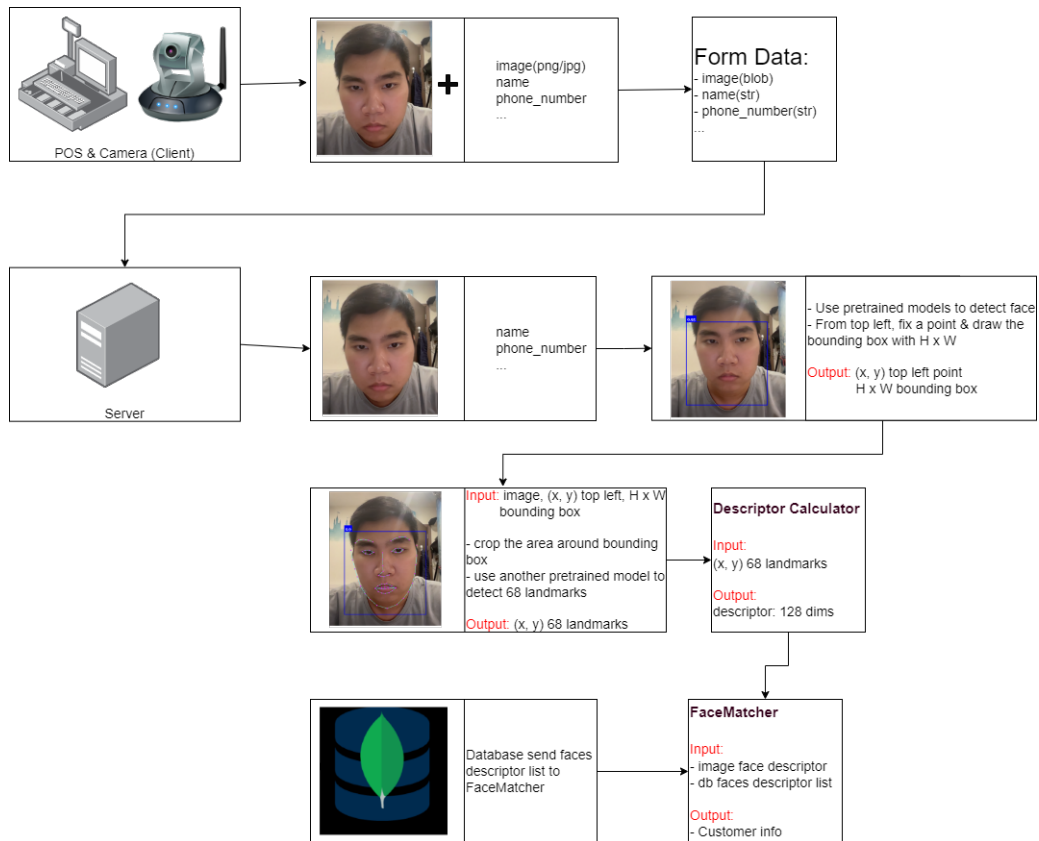 image(png/jpg)
name
phone_number
...
Form Data:
- image(blob)
- name(str)
- phone_number(str)
...
POS & Camera (Client)
name
phone_number
...
- Use pretrained models to detect face
- From top left, fix a point & draw the
bounding box with H x W
Output: (x, y) top left point
H x W bounding box
Server
Input: image, (x, y) top left, H x W
bounding box
- crop the area around bounding
box
- use another pretrained model to
detect 68 landmarks
Output: (x, y) 68 landmarks
Descriptor Calculator
Input:
(x, y) 68 landmarks
Output:
descriptor: 128 dims
Database send faces
descriptor list to
FaceMatcher
FaceMatcher
Input:
- image face descriptor
- db faces descriptor list
Output:
- Customer info